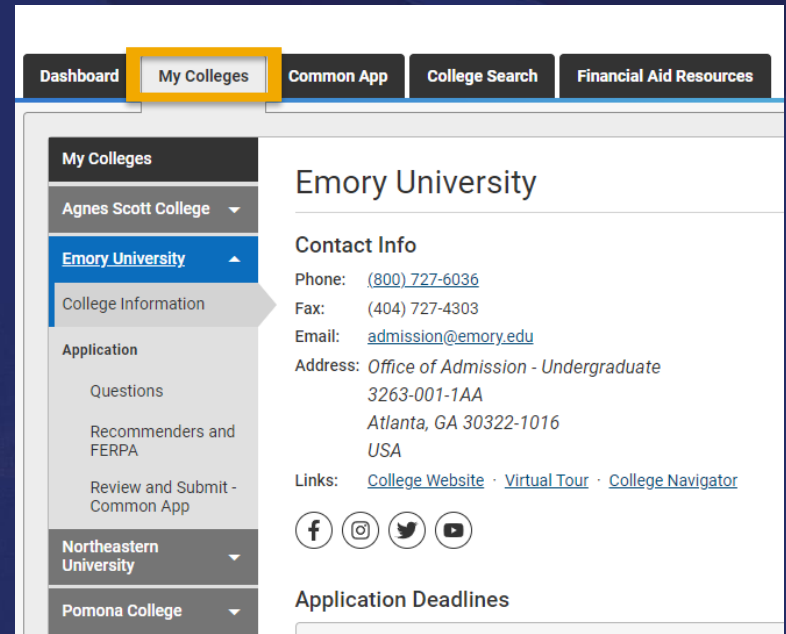 Dashboard
My Colleges
Common App
College Search
Financial Aid Resources
My Colleges
Agnes Scott College
Emory University
College Information
Application
Questions
Recommenders and
FERPA
Review and Submit -
Common App
Northeastern
University
Pomona College
Emory University
Contact Info
Phone: (800) 727-6036
Fax: (404) 727-4303
Email: admission@emory.edu
Address: Office of Admission - Undergraduate
3263-001-1AA
Atlanta, GA 30322-1016
USA
Links: College Website · Virtual Tour · College Navigator
Application Deadlines